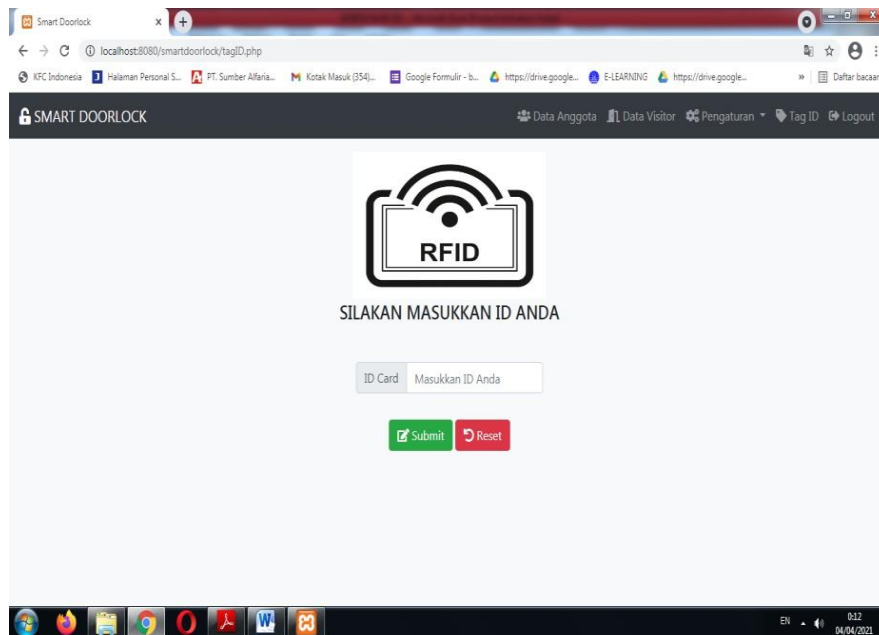 Smart Doorlock
localhost:8080/smartdoorlock/tagID.php
KFC Indonesia Halaman Personal S... PT. Sumber Alfaria... Kotak Masuk (354)... Google Formulir - b... https://drive.google... E-LEARNING https://drive.google... » Daftar bacaan
SMART DOORLOCK Data Anggota Data Visitor Pengaturan Tag ID Logout
RFID
SILAKAN MASUKKAN ID ANDA
ID Card Masukkan ID Anda
Submit Reset
EN 0:12
04/04/2021